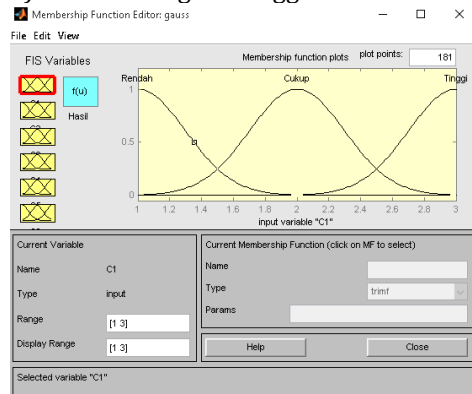 Membership Function Editor: gauss
File Edit View
FIS Variables
f(u)
Hasil
Membership function plots
plot points:
181
Rendah
Cukup
Tinggi
1
0.5
0
1 1.2 1.4 1.6 1.8 2 2.2 2.4 2.6 2.8 3
input variable "C1"
Current Variable
Name C1
Type input
Range [1 3]
Display Range [1 3]
Current Membership Function (click on MF to select)
Name
Type trimf
Params
Help
Close
Selected variable "C1"